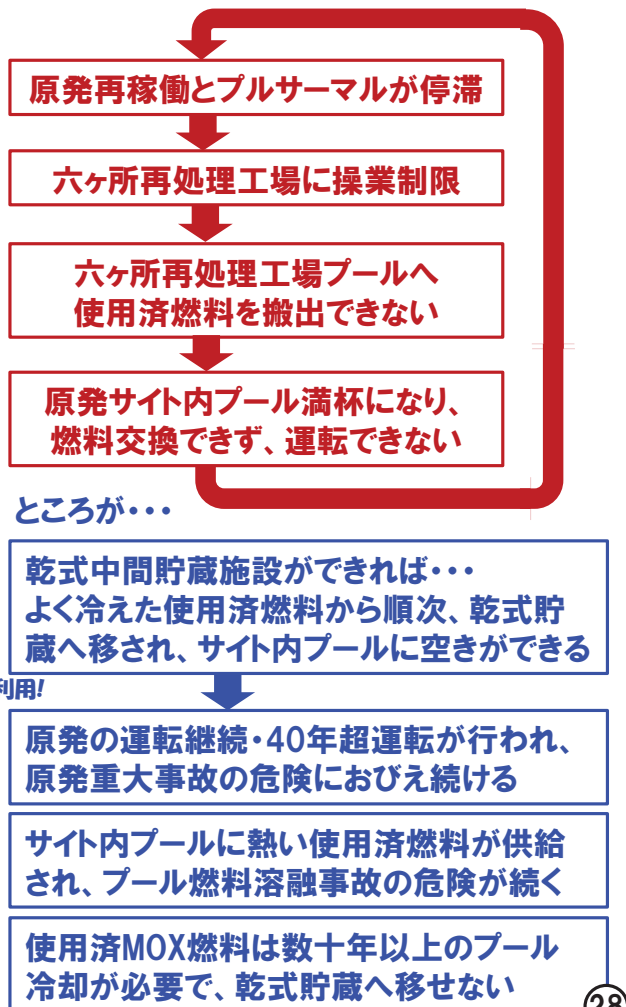 原発再稼働とプルサーマルが停滞
六ヶ所再処理工場に操業制限
六ヶ所再処理工場プールへ
使用済燃料を搬出できない
原発サイト内プール満杯になり、
燃料交換できず、運転できない
ところが・・・
乾式中間貯蔵施設ができれば・・・
よく冷えた使用済燃料から順次、乾式貯
蔵へ移され、サイト内プールに空きができる
利用!
原発の運転継続・40年超運転が行われ、
原発重大事故の危険におびえ続ける
サイト内プールに熱い使用済燃料が供給
され、プール燃料溶融事故の危険が続く
使用済MOX燃料は数十年以上のプール
冷却が必要で、乾式貯蔵へ移せない
28